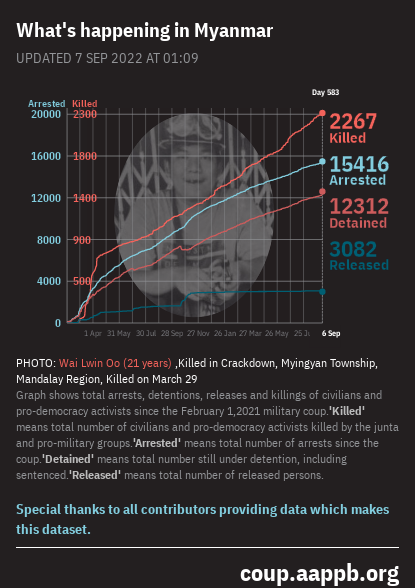 What's happening in Myanmar
UPDATED 7 SEP 2022 AT 01:09
Day 583
Arrested Killed
20000 2300
2267
Killed
16000 1800
15416
Arrested
12000 1400
12312
Detained
8000 900
3082
Released
4000 500
0
1 Apr 31 May 30 Jul 28 Sep 27 Nov 26 Jan 27 Mar 26 May 25 Ju 6 Sep
PHOTO: Wai Lwin Oo (21 years) ,Killed in Crackdown, Myingyan Township,
Mandalay Region, Killed on March 29
Graph shows total arrests, detentions, releases and killings of civilians and
pro-democracy activists since the February 1,2021 military coup.'Killed'
means total number of civilians and pro-democracy activists killed by the junta
and pro-military groups.'Arrested' means total number of arrests since the
coup.'Detained' means total number still under detention, including
sentenced.'Released' means total number of released persons.
Special thanks to all contributors providing data which makes
this dataset.
coup.aappb.org